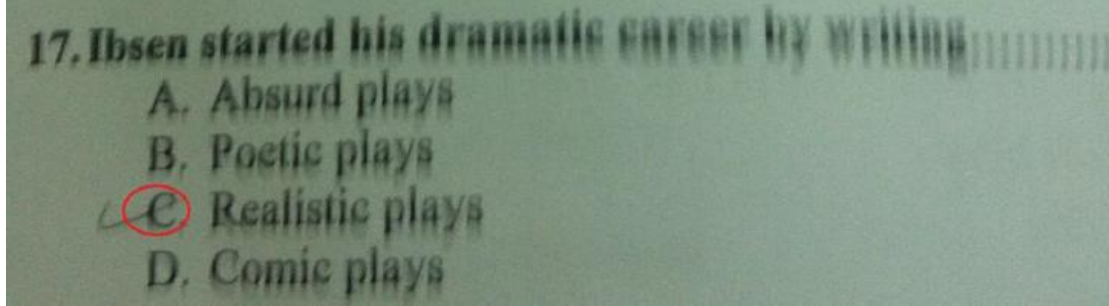 17. Ibsen started his dramatic career by writing..........
A. Absurd plays
B. Poetic plays
C. Realistic plays
D. Comic plays